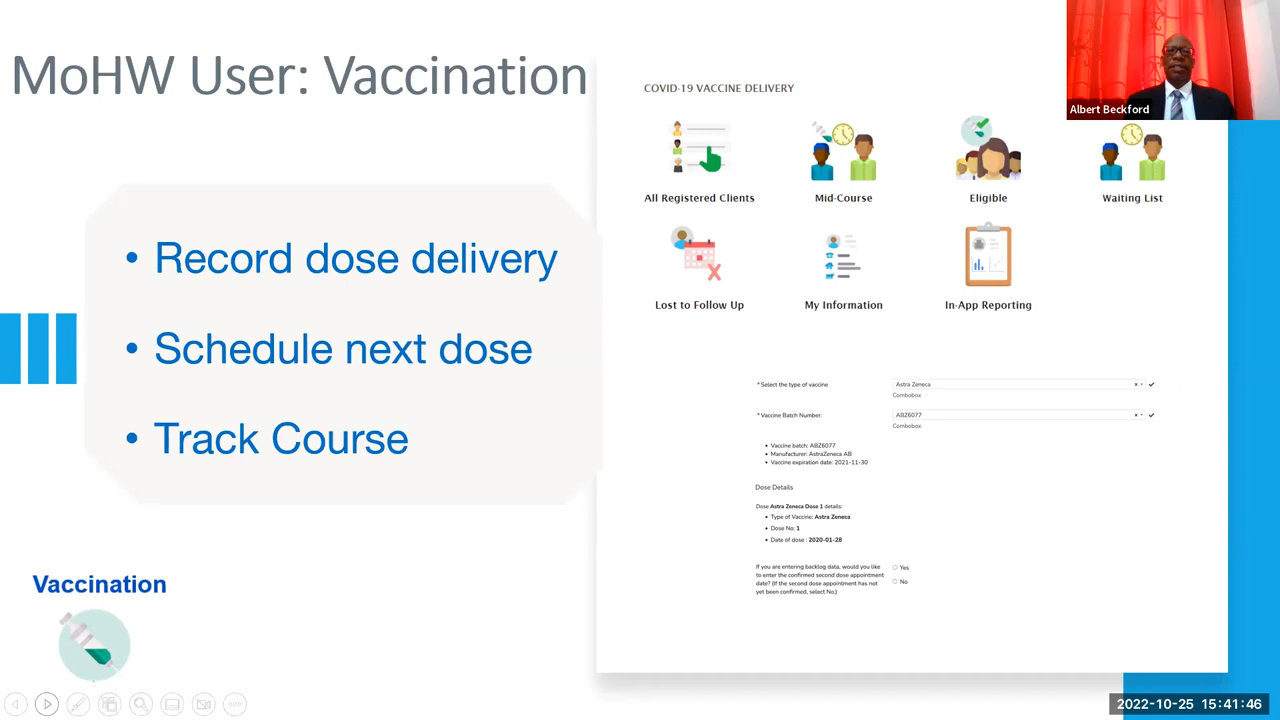 MoHW User: Vaccination
• Record dose delivery
• Schedule next dose
• Track Course
Vaccination
COVID-19 VACCINE DELIVERY
All Registered Clients
Mid-Course
Eligible
Waiting List
Lost to Follow Up
My Information
In-App Reporting
*Select the type of vaccine
Astra Zeneca
Combobox
*Vaccine Batch Number:
ABZ6077
Combobox
• Vaccine batch: ABZ6077
• Manufacturer: AstraZeneca AB
• Vaccine expiration date: 2021-11-30
Dose Details
Dose Astra Zeneca Dose 1 details:
• Type of Vaccine: Astra Zeneca
• Dose No: 1
• Date of dose : 2020-01-28
If you are entering backlog data, would you like
to enter the confirmed second dose appointment
date? (If the second dose appointment has not
yet been confirmed, select No.)
Yes
No
Albert Beckford
2022-10-25 15:41:46